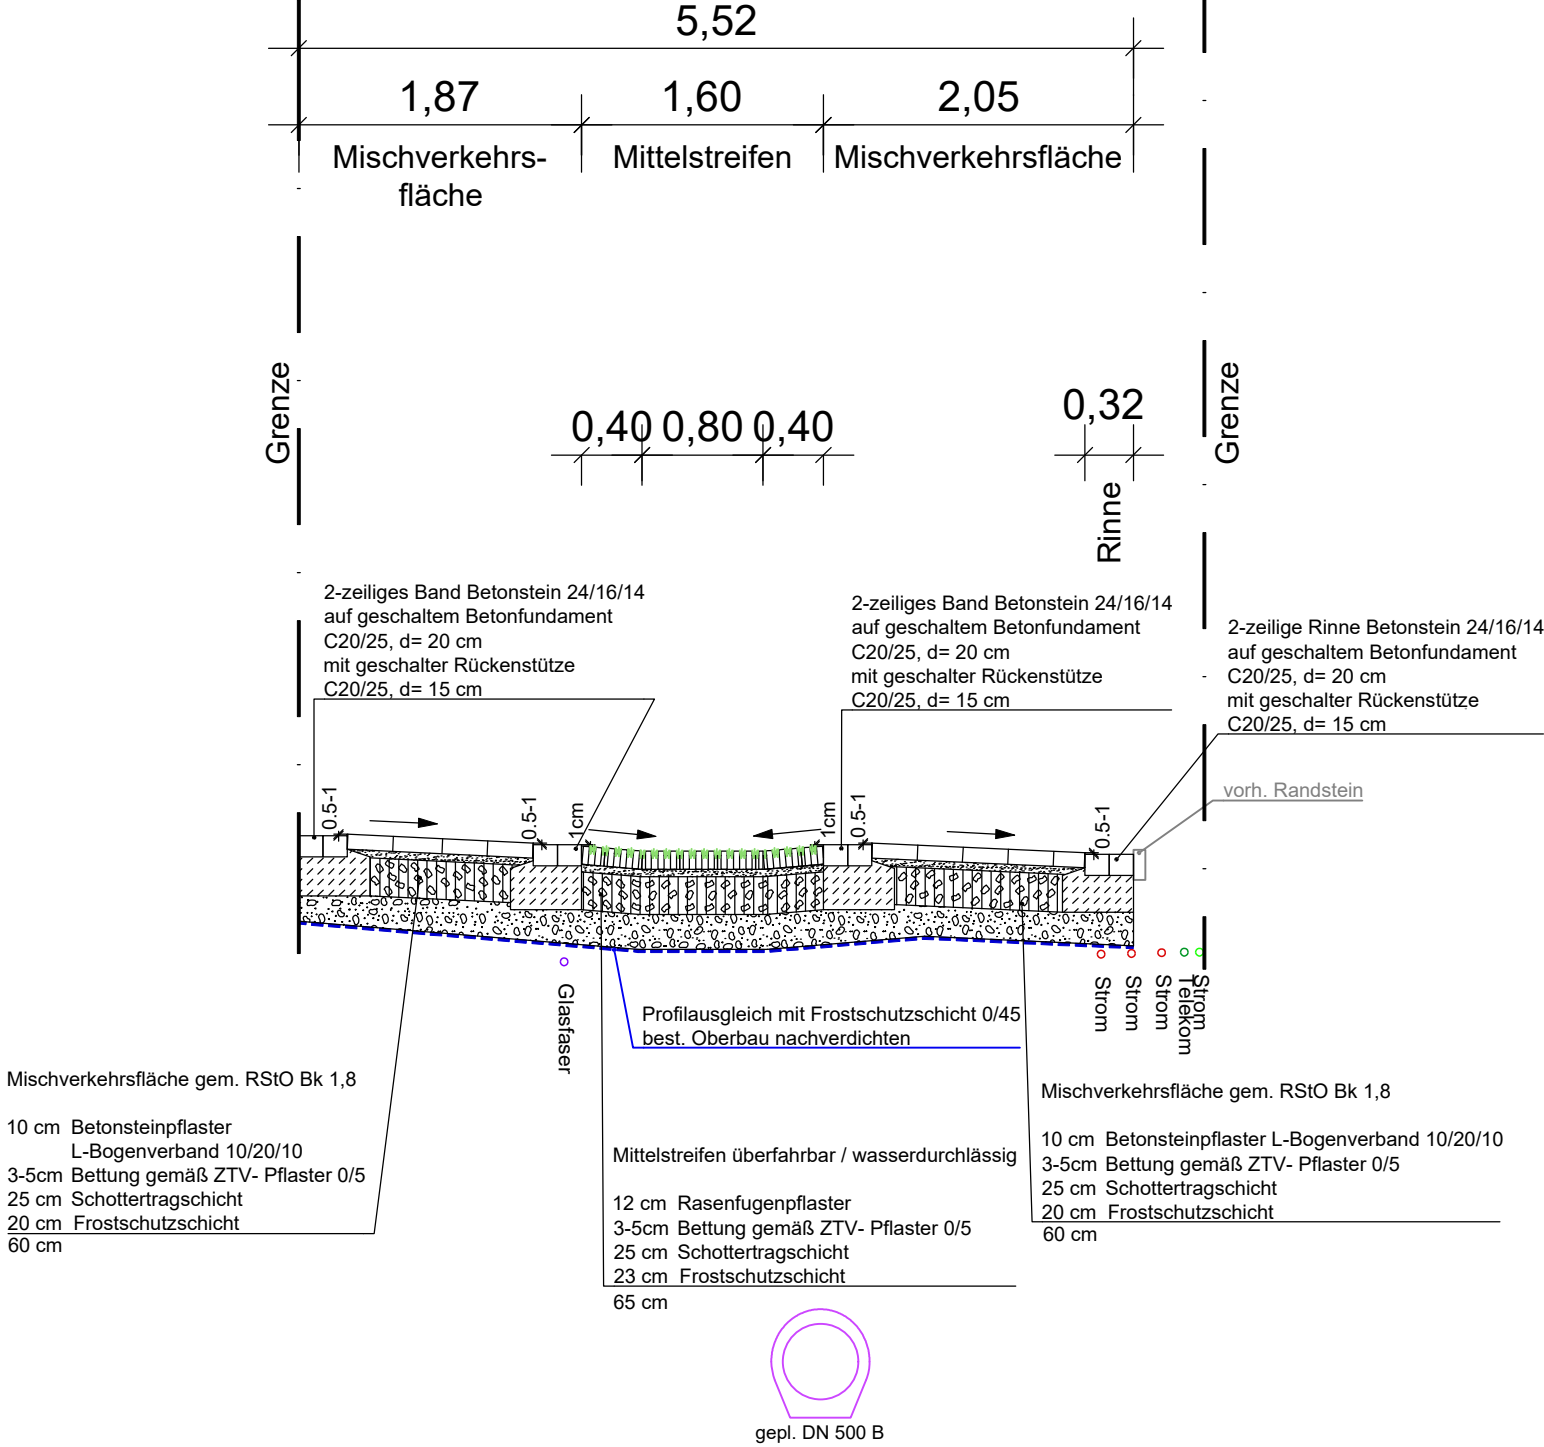 5,52
1,87
1,60
2,05
Mischverkehrs-
fläche
Mittelstreifen
Mischverkehrsfläche
Grenze
Grenze
0,40
0,80
0,40
0,32
Rinne
2-zeiliges Band Betonstein 24/16/14
auf geschaltem Betonfundament
C20/25, d= 20 cm
mit geschalter Rückenstütze
C20/25, d= 15 cm
2-zeiliges Band Betonstein 24/16/14
auf geschaltem Betonfundament
C20/25, d= 20 cm
mit geschalter Rückenstütze
C20/25, d= 15 cm
2-zeilige Rinne Betonstein 24/16/14
auf geschaltem Betonfundament
C20/25, d= 20 cm
mit geschalter Rückenstütze
C20/25, d= 15 cm
vorh. Randstein
0.5-1
0.5-1
1cm
1cm
0.5-1
0.5-1
Glasfaser
Strom
Strom
Strom
Telekom
Strom
Profilausgleich mit Frostschutzschicht 0/45
best. Oberbau nachverdichten
Mischverkehrsfläche gem. RStO Bk 1,8
10 cm Betonsteinpflaster
L-Bogenverband 10/20/10
3-5cm Bettung gemäß ZTV- Pflaster 0/5
25 cm Schottertragschicht
20 cm Frostschutzschicht
60 cm
Mittelstreifen überfahrbar / wasserdurchlässig
12 cm Rasenfugenpflaster
3-5cm Bettung gemäß ZTV- Pflaster 0/5
25 cm Schottertragschicht
23 cm Frostschutzschicht
65 cm
Mischverkehrsfläche gem. RStO Bk 1,8
10 cm Betonsteinpflaster L-Bogenverband 10/20/10
3-5cm Bettung gemäß ZTV- Pflaster 0/5
25 cm Schottertragschicht
20 cm Frostschutzschicht
60 cm
gepl. DN 500 B